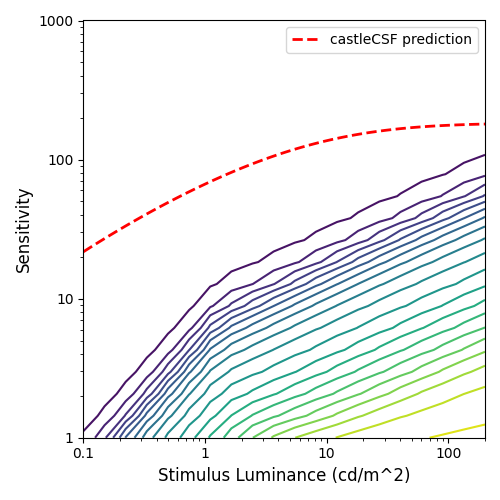 1000
castleCSF prediction
100
Sensitivity
10
1
0.1 1 10 100
Stimulus Luminance (cd/m^2)